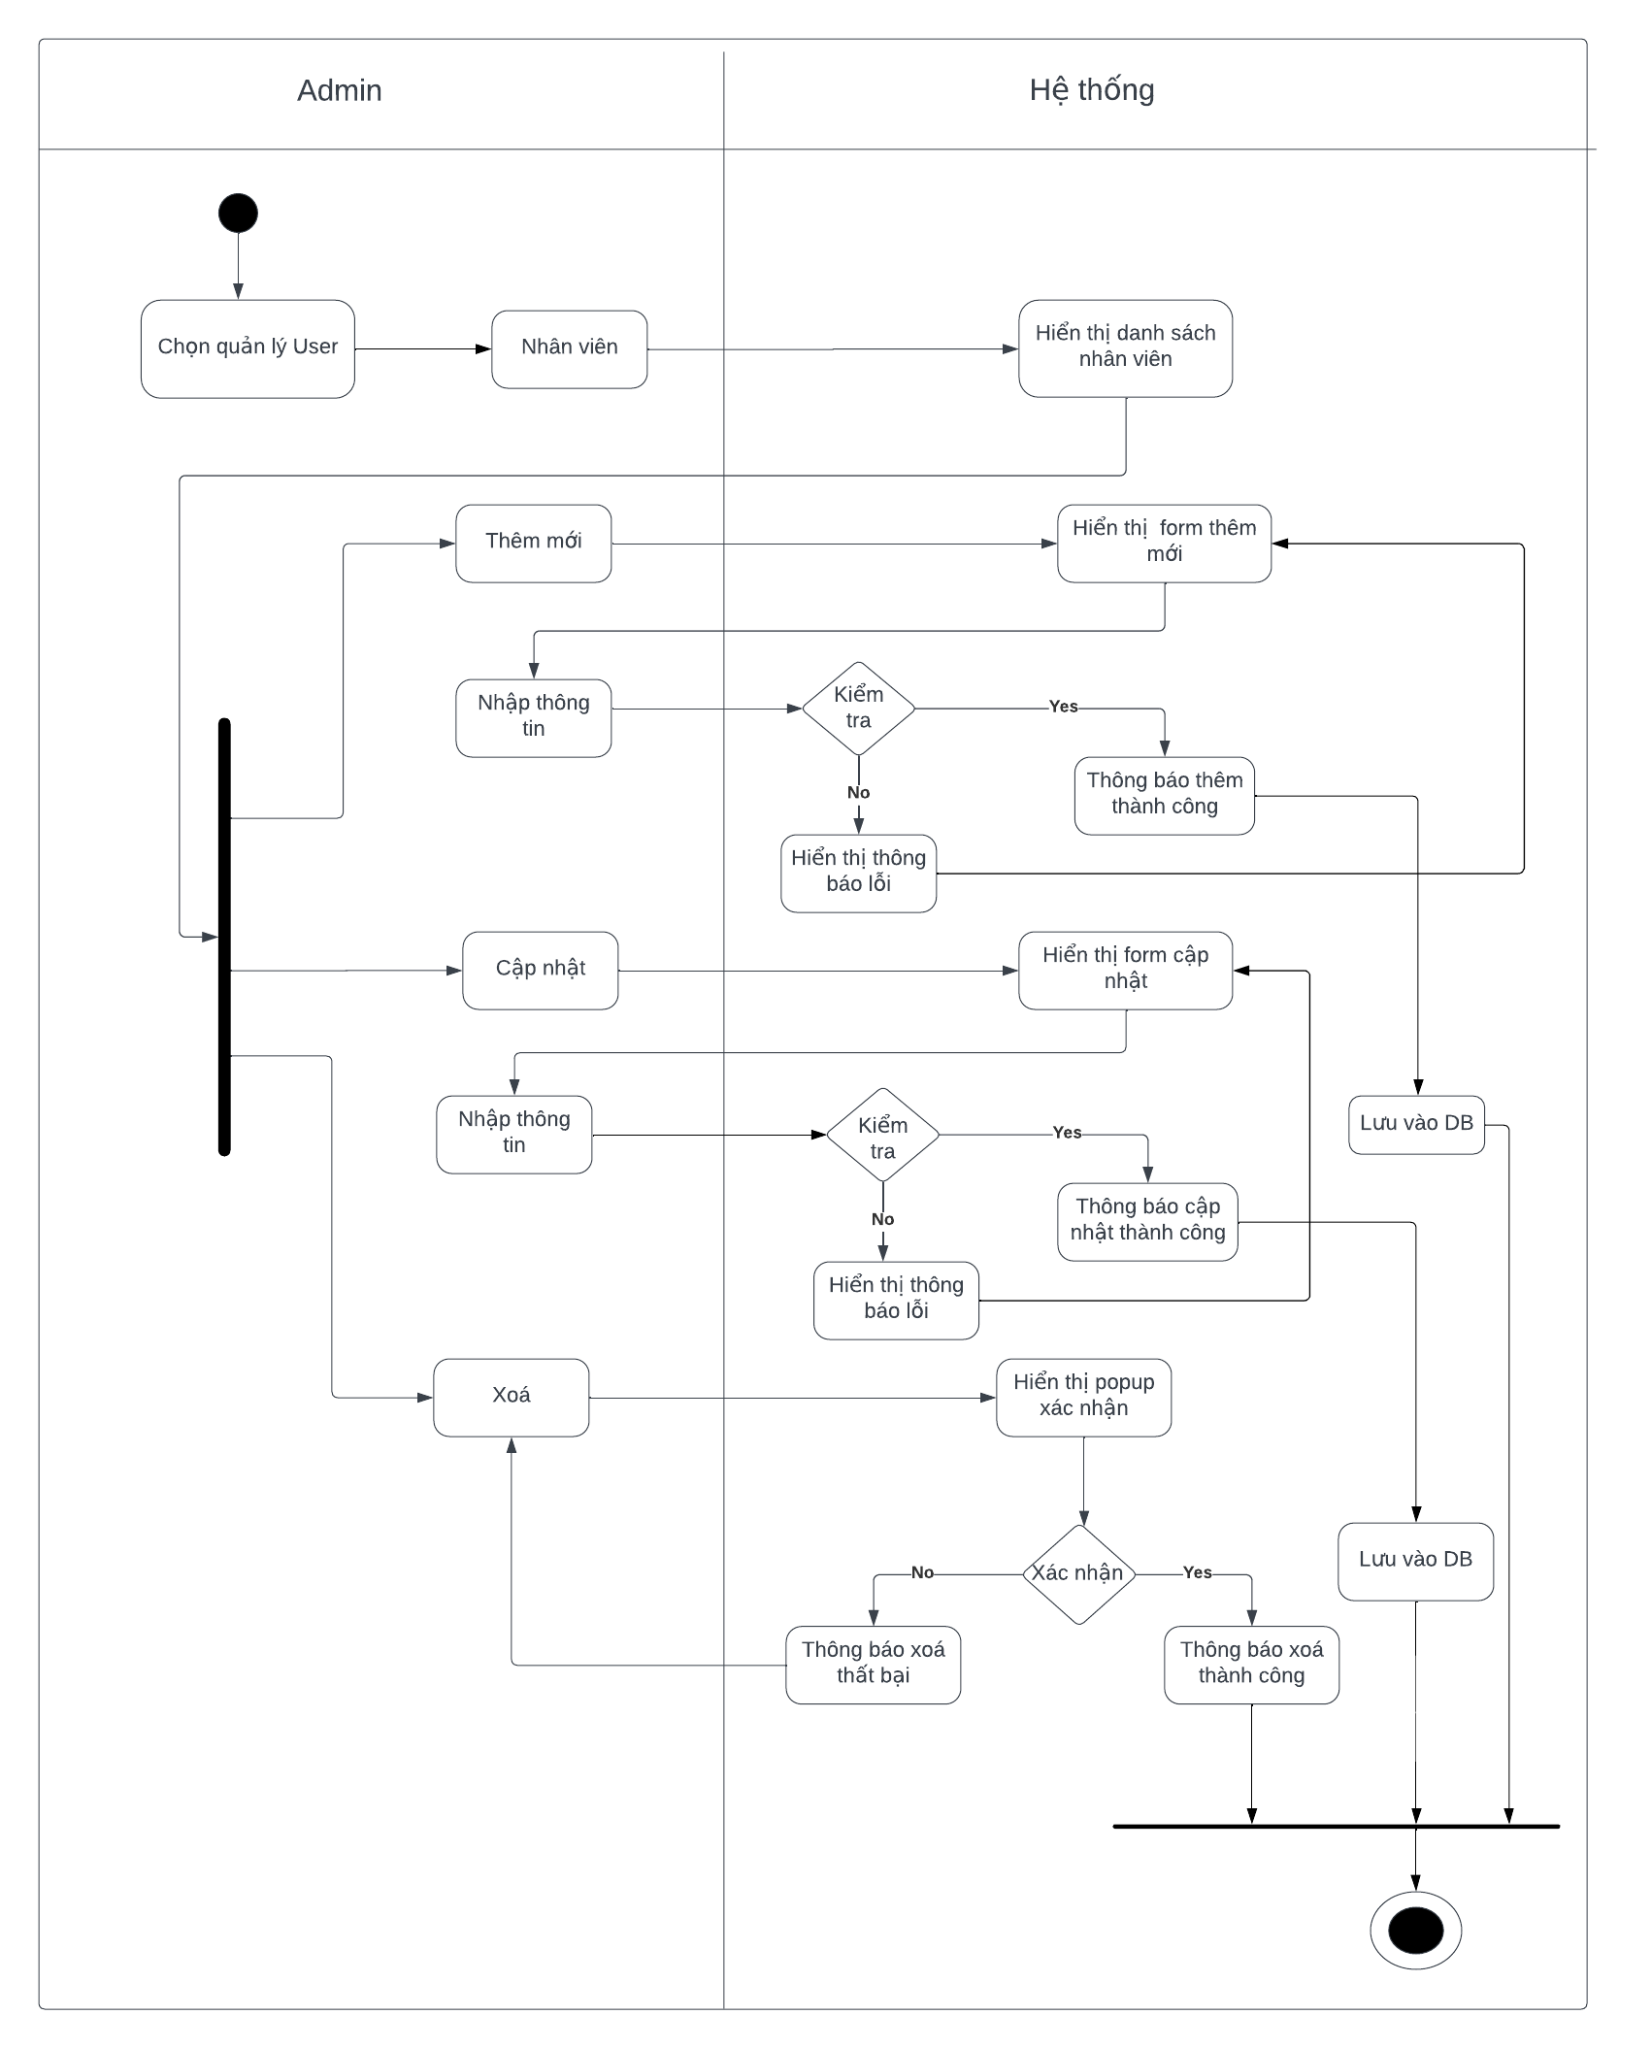 Admin
Hệ thống
Chọn quản lý User
Nhân viên
Hiển thị danh sách
nhân viên
Thêm mới
Hiển thị  form thêm
mới
Nhập thông
tin
Kiểm
tra
Yes
No
Thông báo thêm
thành công
Hiển thị thông
báo lỗi
Cập nhật
Hiển thị form cập
nhật
Nhập thông
tin
Kiểm
tra
Yes
Lưu vào DB
No
Thông báo cập
nhật thành công
Hiển thị thông
báo lỗi
Xoá
Hiển thị popup
xác nhận
No
Xác nhận
Yes
Lưu vào DB
Thông báo xoá
thất bại
Thông báo xoá
thành công